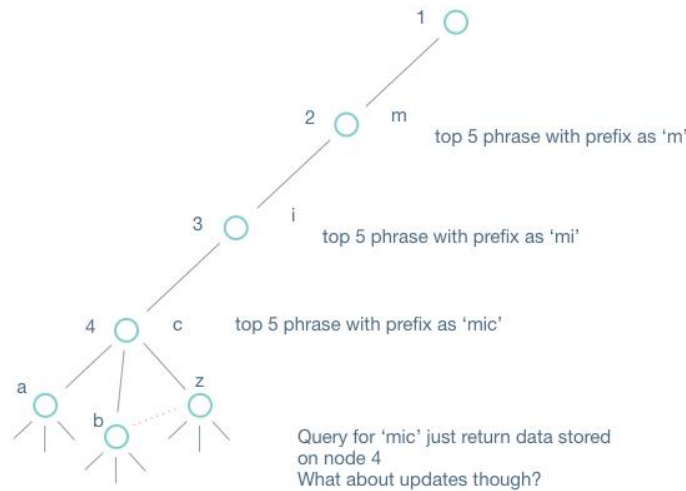 1
2
m
top 5 phrase with prefix as ‘m’
3
i
top 5 phrase with prefix as ‘mi’
4
c
top 5 phrase with prefix as ‘mic’
a
z
b
Query for ‘mic’ just return data stored
on node 4
What about updates though?